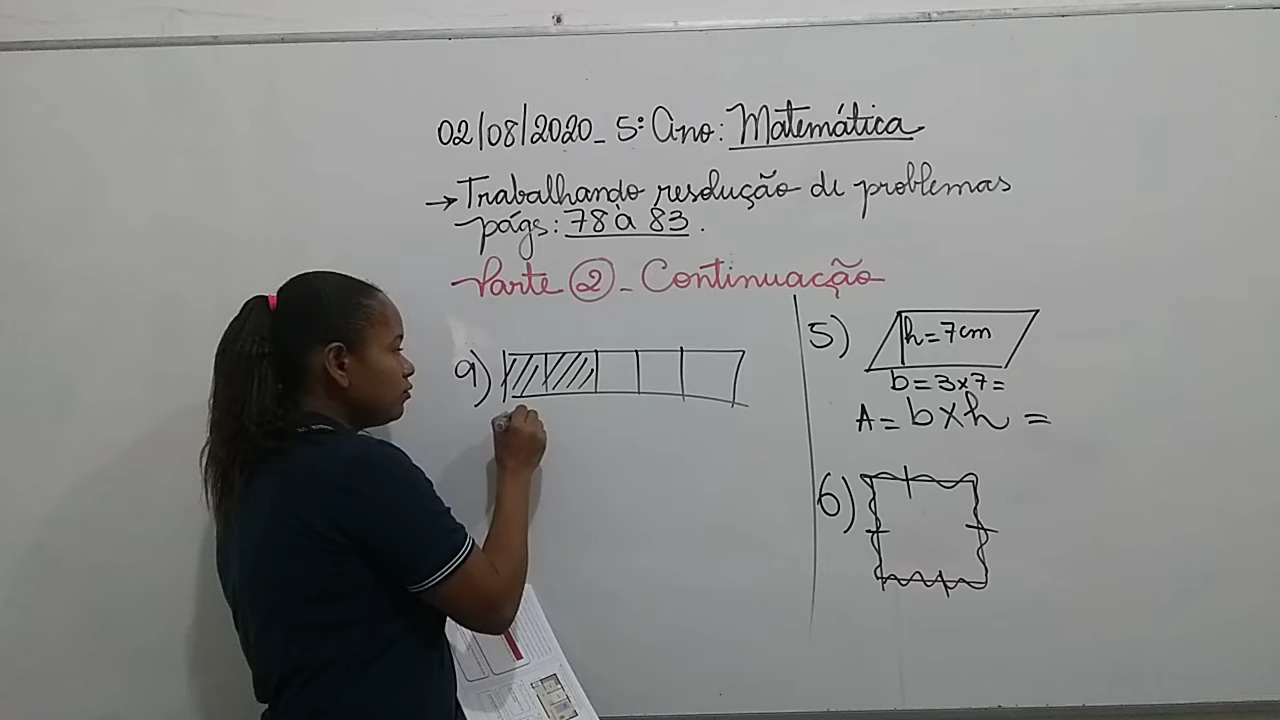 02/08/2020_ 5º Ano: Matemática
→ Trabalhando resolução de problemas
págs: 78 à 83.
Parte 2 - Continuação
9)
5) h=7cm
b=3x7=
A=bxh=
6)